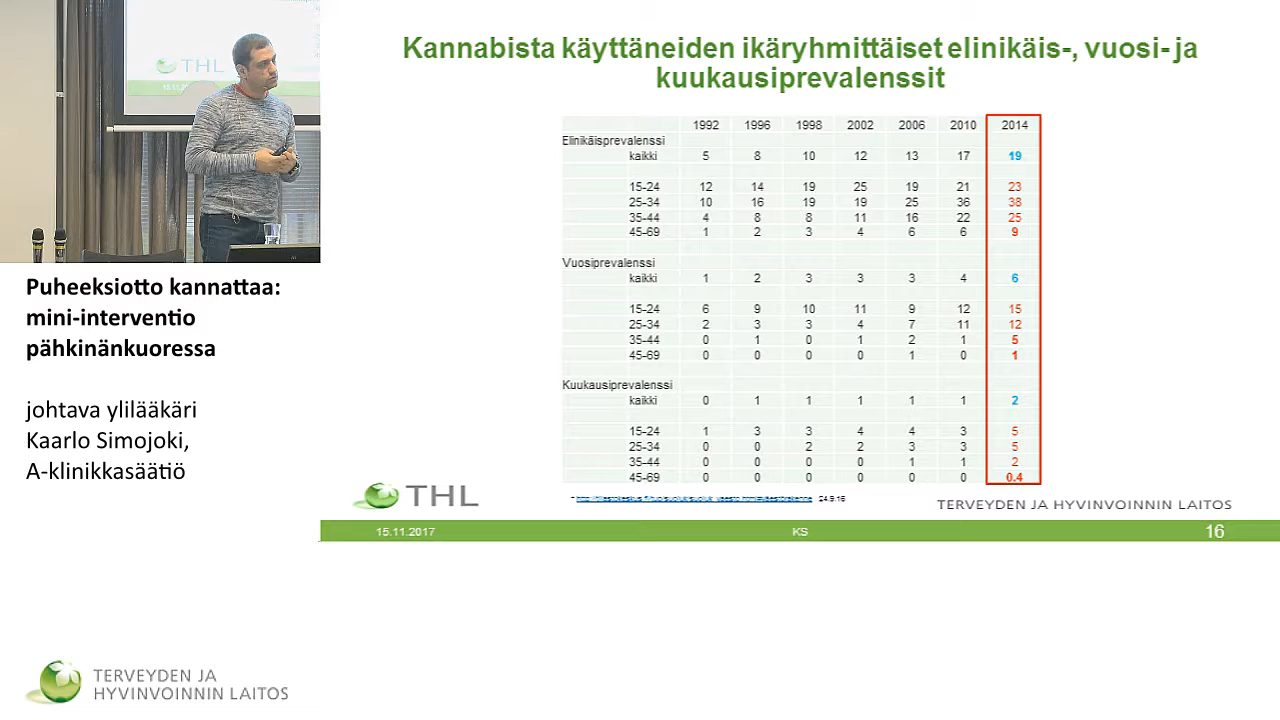 THL
Puheeksiotto kannattaa:
mini-interventio
pähkinänkuoressa
johtava ylilääkäri
Kaarlo Simojoki,
A-klinikkasäätiö
TERVEYDEN JA
HYVINVOINNIN LAITOS
Kannabista käyttäneiden ikäryhmittäiset elinikäis-, vuosi- ja
kuukausiprevalenssit
1992 1996 1998 2002 2006 2010 2014
Elinikäisprevalenssi
kaikki 5 8 10 12 13 17 19
15-24 12 14 19 25 19 21 23
25-34 10 16 19 19 25 36 38
35-44 4 8 8 11 16 22 25
45-69 1 2 3 4 6 6 9
Vuosiprevalenssi
kaikki 1 2 3 3 3 4 6
15-24 6 9 10 11 9 12 15
25-34 2 3 3 4 7 11 12
35-44 0 1 0 1 2 1 5
45-69 0 0 0 0 1 0 1
Kuukausiprevalenssi
kaikki 0 1 1 1 1 1 2
15-24 1 3 3 4 4 3 5
25-34 0 0 2 2 3 3 5
35-44 0 0 0 0 1 1 2
45-69 0 0 0 0 0 0 0.4
24.9.16
THL
TERVEYDEN JA HYVINVOINNIN LAITOS
15.11.2017 KS 16